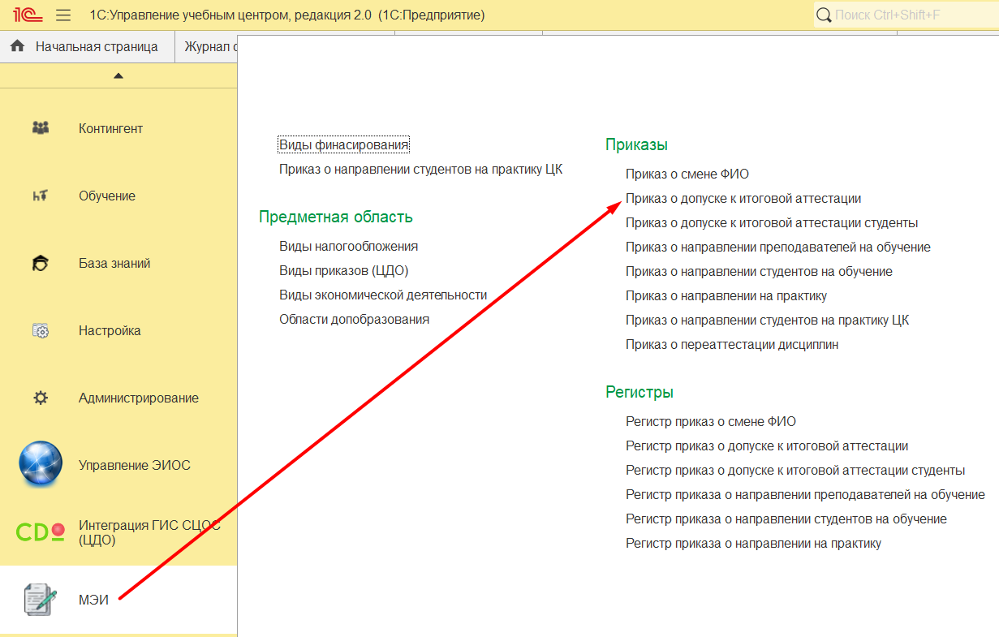 1С:Управление учебным центром, редакция 2.0 (1С:Предприятие)
Поиск Ctrl+Shift+F
Начальная страница
Журнал
Контингент
Обучение
База знаний
Настройка
Администрирование
Управление ЭИОС
CDO
Интеграция ГИС СЦОС
(ЦДО)
МЭИ
Виды финасирования
Приказ о направлении студентов на практику ЦК
Предметная область
Виды налогообложения
Виды приказов (ЦДО)
Виды экономической деятельности
Области допобразования
Приказы
Приказ о смене ФИО
Приказ о допуске к итоговой аттестации
Приказ о допуске к итоговой аттестации студенты
Приказ о направлении преподавателей на обучение
Приказ о направлении студентов на обучение
Приказ о направлении на практику
Приказ о направлении студентов на практику ЦК
Приказ о переаттестации дисциплин
Регистры
Регистр приказ о смене ФИО
Регистр приказ о допуске к итоговой аттестации
Регистр приказ о допуске к итоговой аттестации студенты
Регистр приказа о направлении преподавателей на обучение
Регистр приказа о направлении студентов на обучение
Регистр приказа о направлении на практику